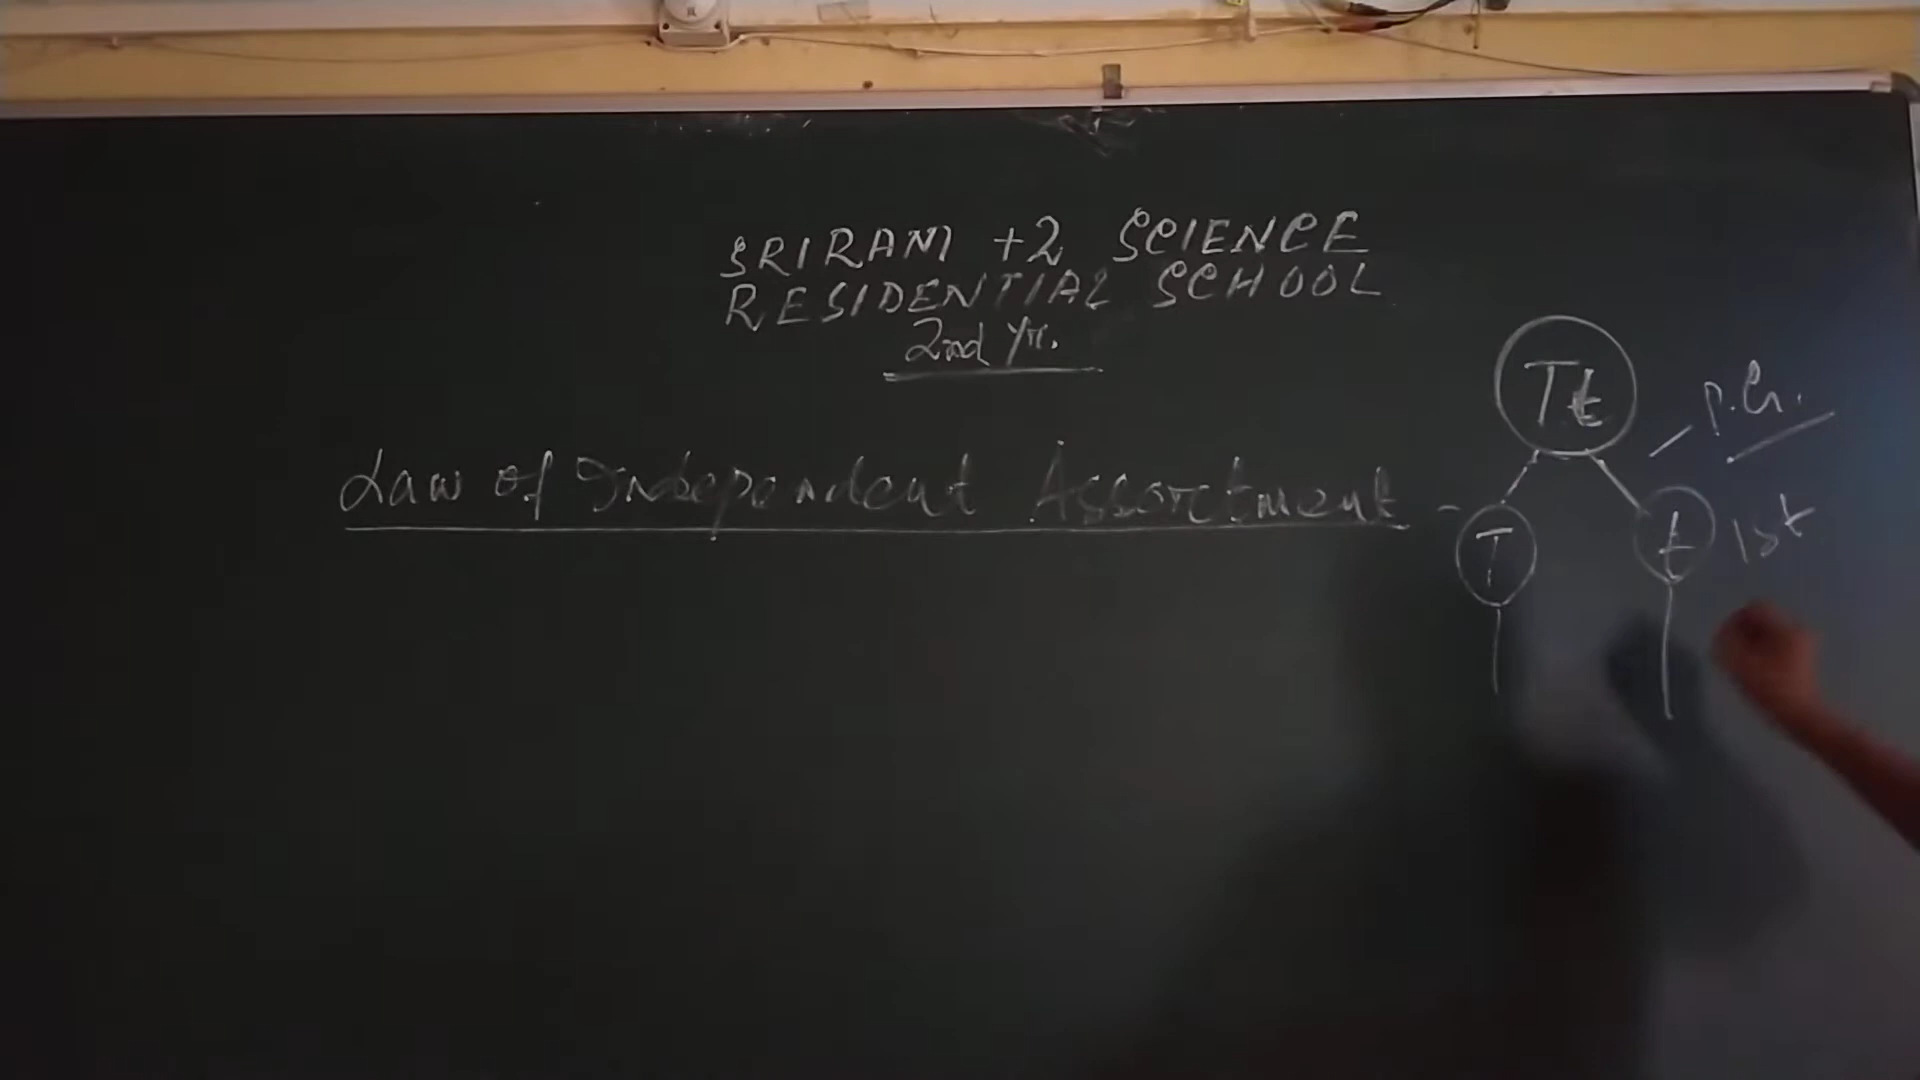 SRIRAM +2 SCIENCE
RESIDENTIAL SCHOOL
2nd Yr.
Law of Independent Assortment -
Tt
T
t
1st